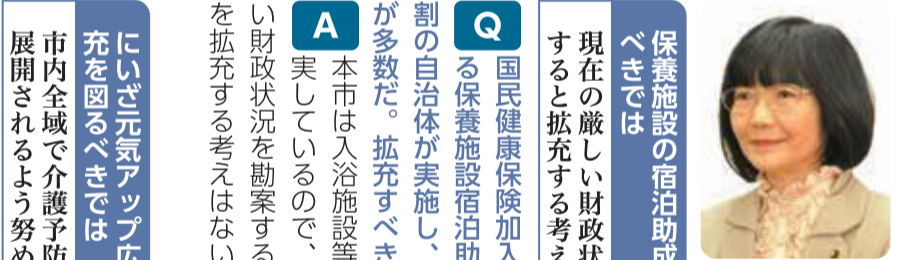 保養施設の宿泊助成
べきでは
現在の厳しい財政状
すると拡充する考え
Q
国民健康保険加入
る保養施設宿泊助
割の自治体が実施し、
が多数だ。拡充すべき
A
本市は入浴施設等
実しているので、
い財政状況を勘案する
を拡充する考えはない
にいざ元気アップ広
充を図るべきでは
市内全域で介護予防
展開されるよう努め